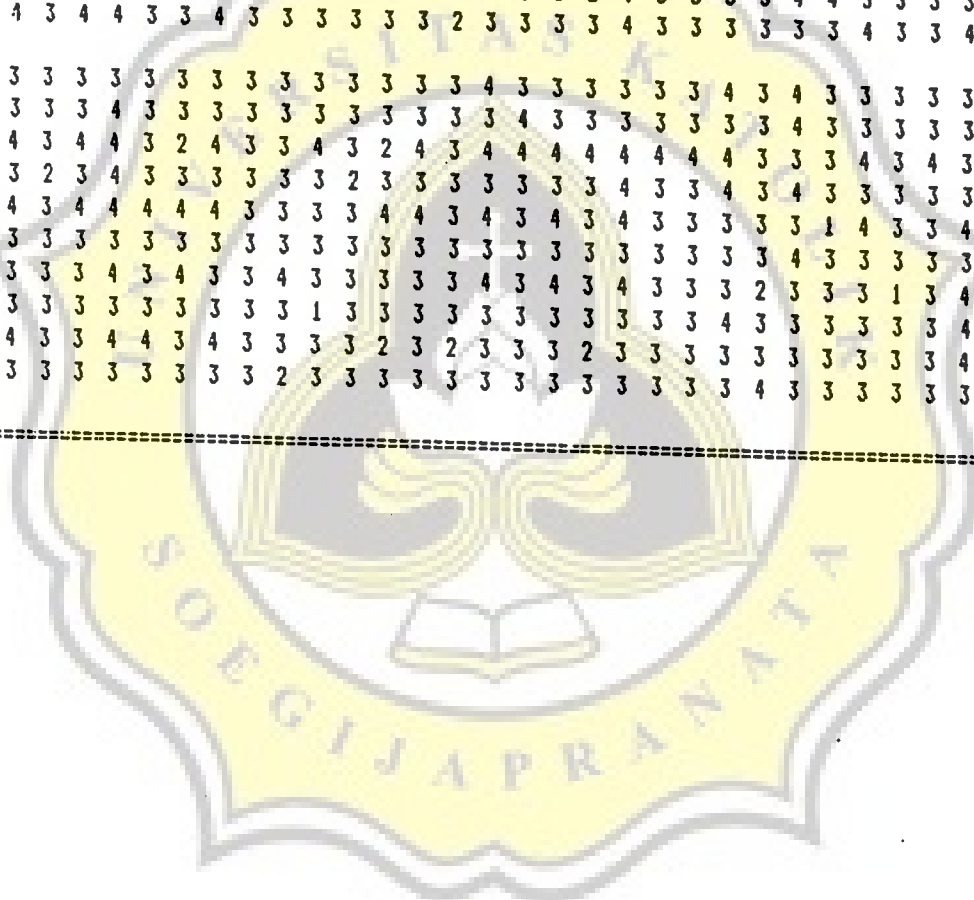 4 3 4 4 3 3 4 3 3 3 3 3 3 2 3 3 3 3 4 3 3 3 3 3 3 4 3 3 4
3 3 3 3 3 3 3 3 3 3 3 3 3 3 4 3 3 3 3 3 3 4 3 4 3 3 3 3 3
3 3 3 4 3 3 3 3 3 3 3 3 3 3 3 4 3 3 3 3 3 3 3 4 3 3 3 3 3
4 3 4 4 3 2 4 3 3 4 3 2 4 3 4 4 4 4 4 4 4 4 3 3 3 4 3 4 3
3 2 3 4 3 3 3 3 3 3 2 3 3 3 3 3 3 3 4 3 3 4 3 4 3 3 3 3 3
4 3 4 4 4 4 4 3 3 3 3 4 4 3 4 3 4 3 4 3 3 3 3 3 1 4 3 3 4
3 3 3 3 3 3 3 3 3 3 3 3 3 3 3 3 3 3 3 3 3 3 3 4 3 3 3 3 3
3 3 3 4 3 4 3 3 4 3 3 3 3 3 4 3 4 3 4 3 3 3 2 3 3 3 1 3 4
3 3 3 3 3 3 3 3 3 1 3 3 3 3 3 3 3 3 3 3 3 4 3 3 3 3 3 3 4
4 3 3 4 4 3 4 3 3 3 3 2 3 2 3 3 3 2 3 3 3 3 3 3 3 3 3 3 4
3 3 3 3 3 3 3 3 2 3 3 3 3 3 3 3 3 3 3 3 3 3 4 3 3 3 3 3 3
UNIVERSITAS KATOLIK
SOEGIJAPRANATA